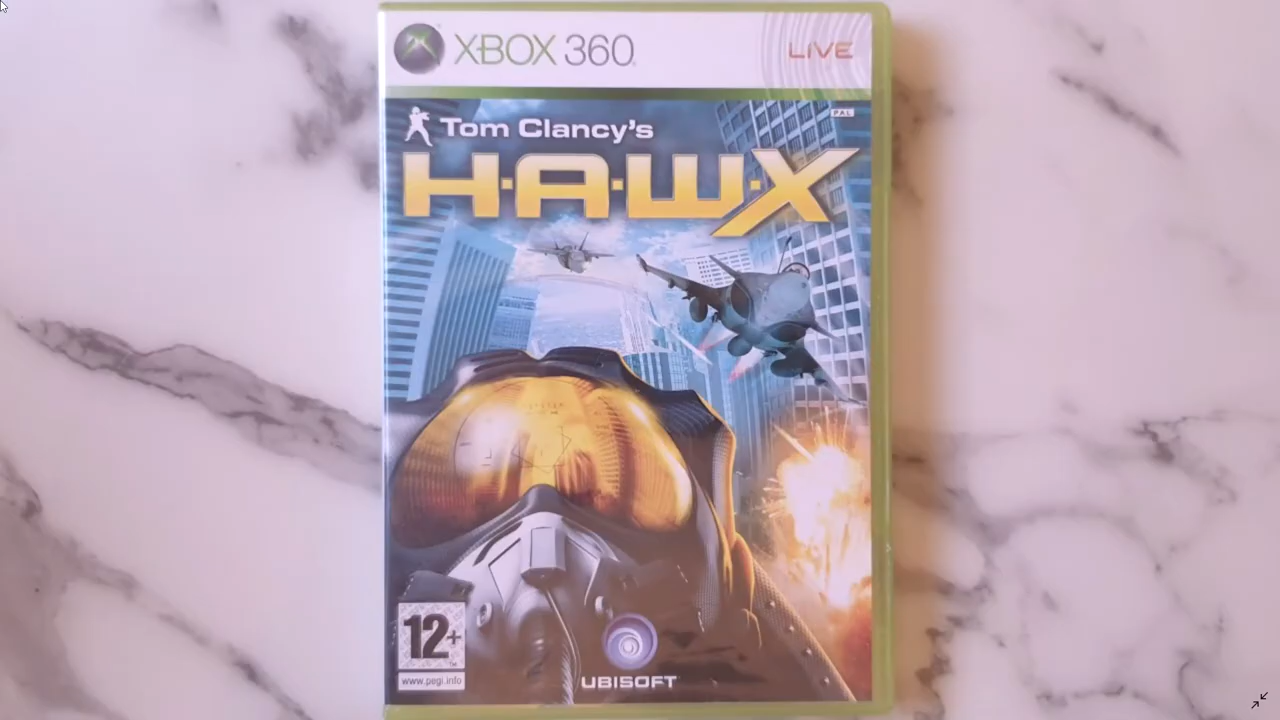 XBOX 360
LIVE
PAL
Tom Clancy's
H·A·W·X
12+
www.pegi.info
UBISOFT